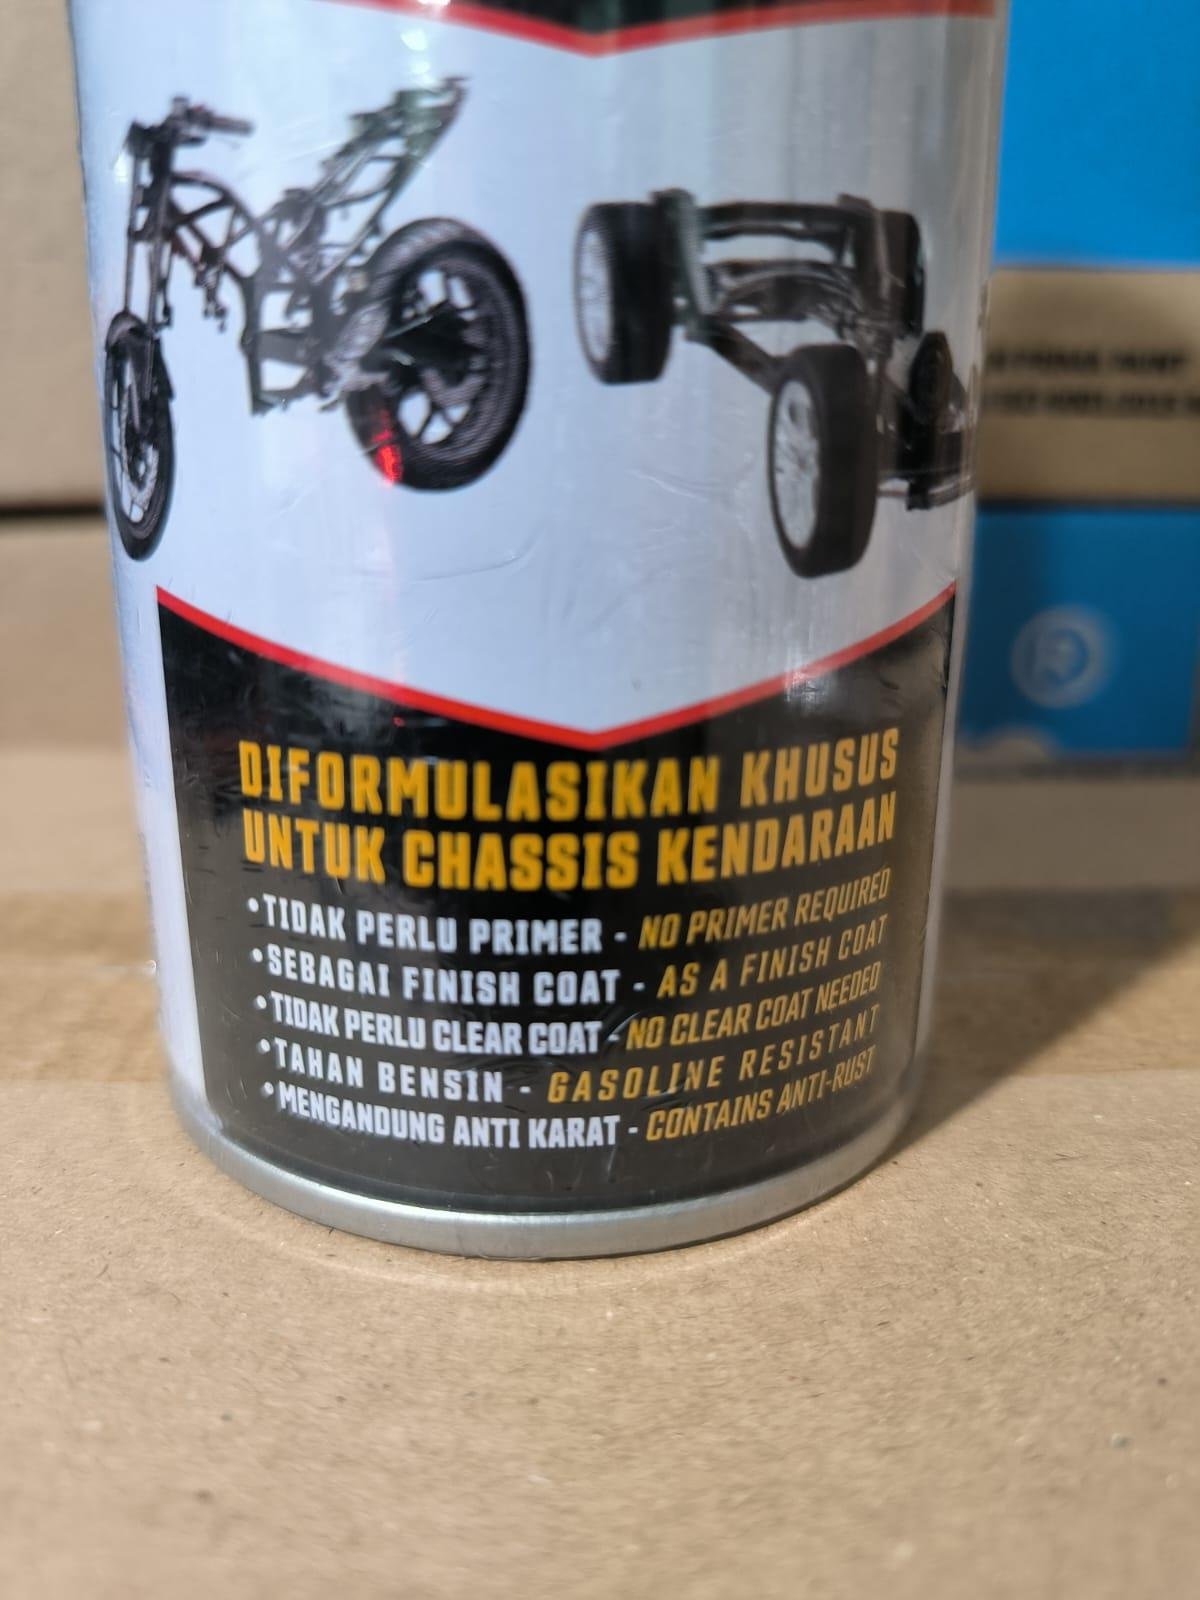 DIFORMULASIKAN KHUSUS
UNTUK CHASSIS KENDARAAN
•TIDAK PERLU PRIMER - NO PRIMER REQUIRED
•SEBAGAI FINISH COAT - AS A FINISH COAT
•TIDAK PERLU CLEAR COAT - NO CLEAR COAT NEEDED
•TAHAN BENSIN - GASOLINE RESISTANT
•MENGANDUNG ANTI KARAT - CONTAINS ANTI-RUST